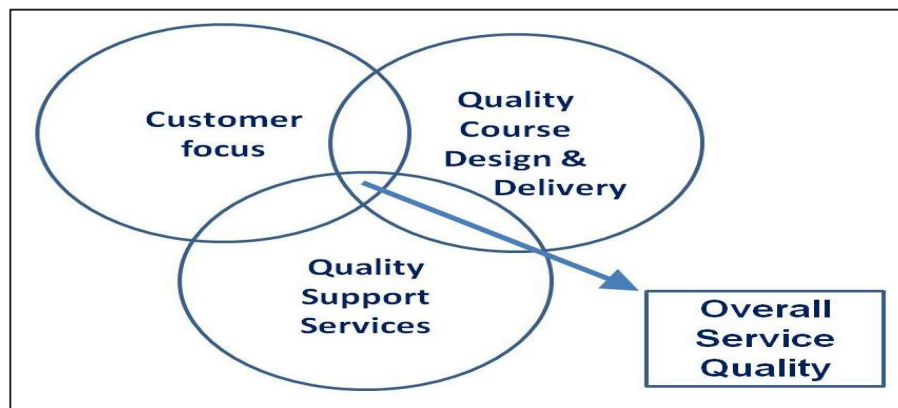 Customer
focus
Quality
Course
Design &
Delivery
Quality
Support
Services
Overall
Service
Quality